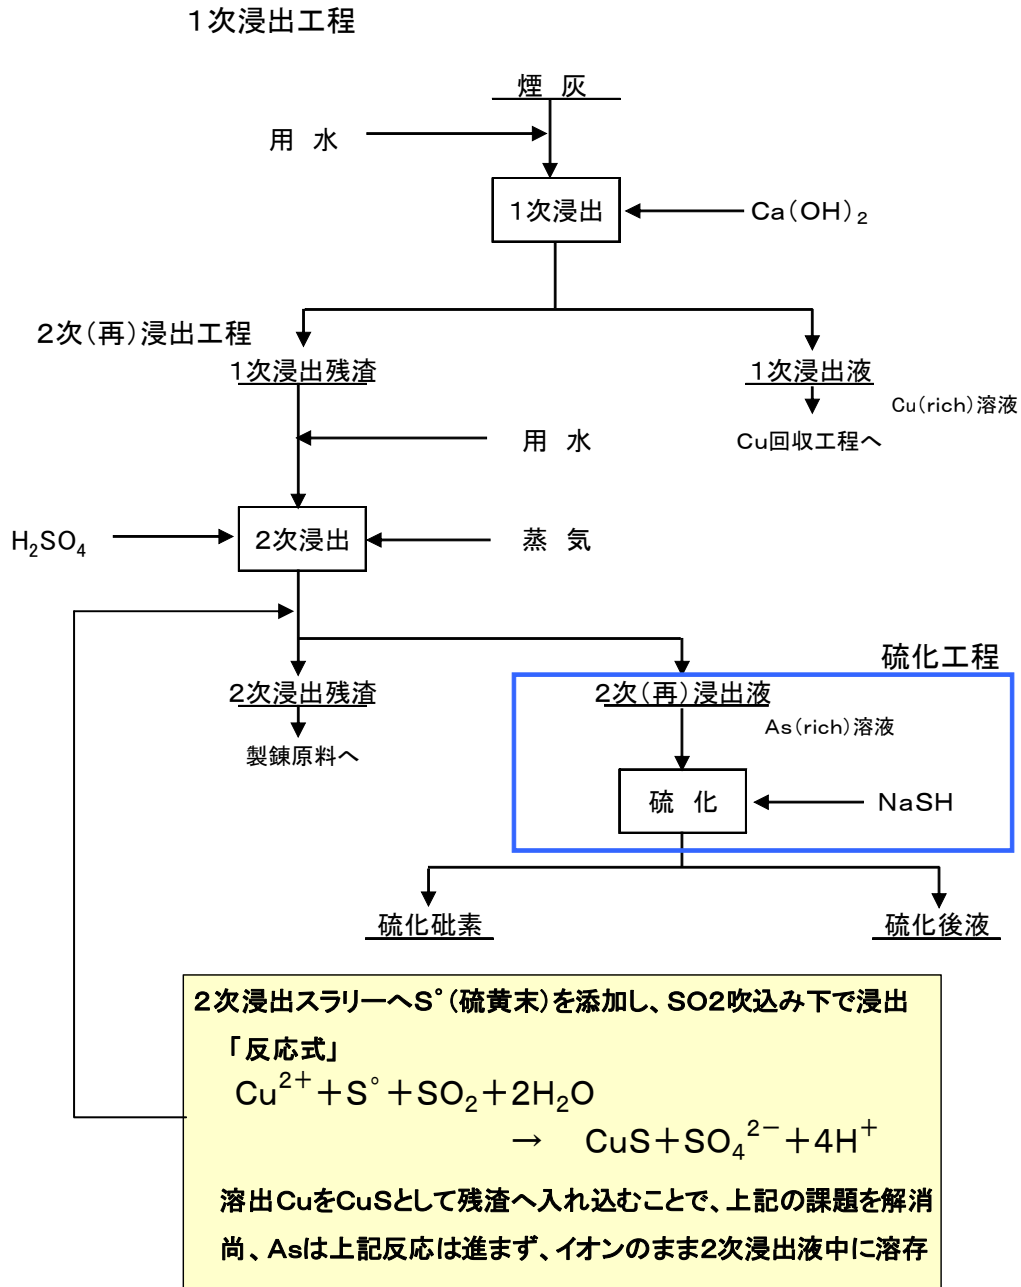 1次浸出工程
煙 灰
用 水
1次浸出
Ca(OH)₂
2次(再)浸出工程
1次浸出残渣
1次浸出液
Cu(rich)溶液
Cu回収工程へ
用 水
H₂SO₄
2次浸出
蒸 気
硫化工程
2次浸出残渣
2次(再)浸出液
As(rich)溶液
製錬原料へ
硫 化
NaSH
硫化砒素
硫化後液
2次浸出スラリーへS°(硫黄末)を添加し、SO2吹込み下で浸出
「反応式」
Cu²⁺+S°+SO₂+2H₂O
→ CuS+SO₄²⁻+4H⁺
溶出CuをCuSとして残渣へ入れ込むことで、上記の課題を解消
尚、Asは上記反応は進まず、イオンのまま2次浸出液中に溶存